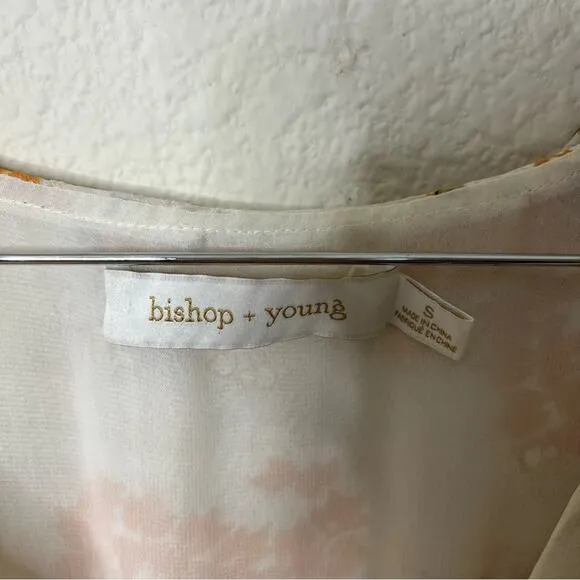 bishop + young
S
MADE IN CHINA
FABRIQUÉ EN CHINE